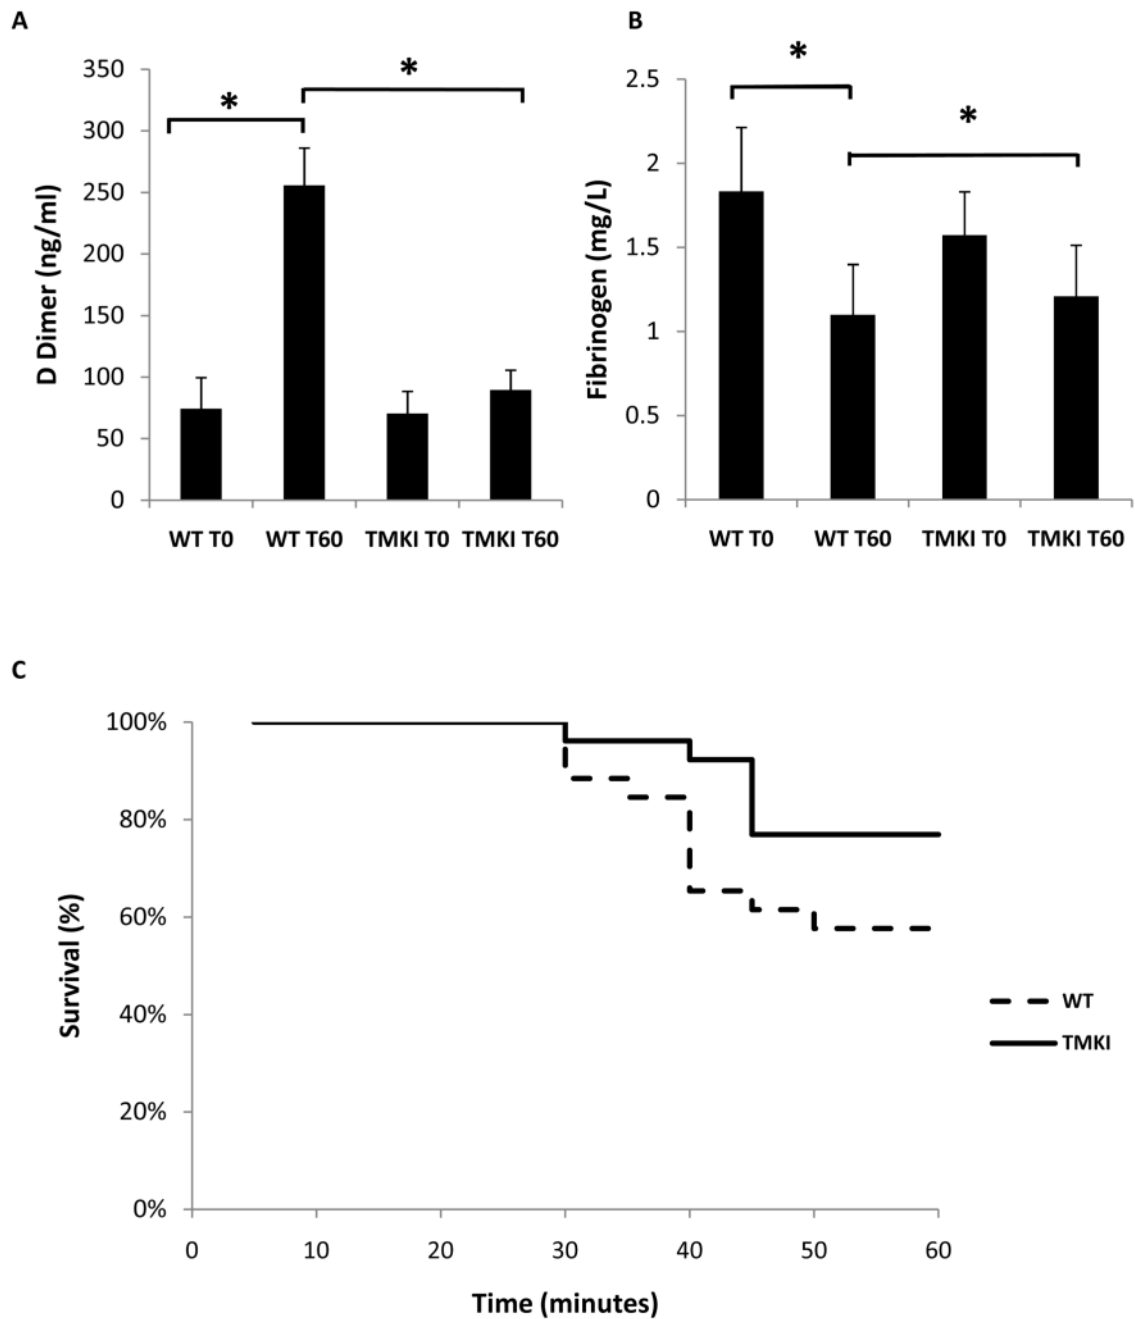 A
B
*
*
*
*
350
300
250
200
150
100
50
0
D Dimer (ng/ml)
WT T0 WT T60 TMKI T0 TMKI T60
2.5
2
1.5
1
0.5
0
Fibrinogen (mg/L)
WT T0 WT T60 TMKI T0 TMKI T60
C
100%
80%
60%
40%
20%
0%
Survival (%)
0 10 20 30 40 50 60
Time (minutes)
WT
TMKI